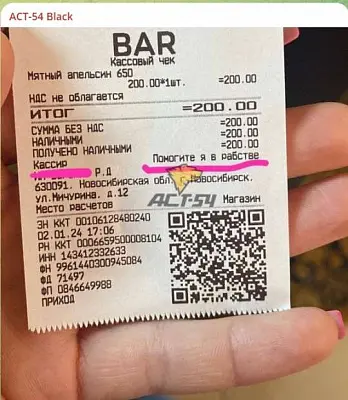 ACT-54 Black
BAR
Кассовый чек
Мятный апельсин 650
200.00*1шт. =200.00
НДС не облагается
ИТОГ =200.00
СУММА БЕЗ НДС =200.00
НАЛИЧНЫМИ =200.00
ПОЛУЧЕНО НАЛИЧНЫМИ =200.00
Кассир Помогите я в рабстве
Р.Д
630091. Новосибирская обл. г.Новосибирск.
ул.Мичурина. д.12
Место расчетов Магазин
АСТ-54
ЗН ККТ 00106128480240
02.01.24 17:06
РН ККТ 0006659500008104
ИНН 143412332633
ФН 9961440300945084
ФД 71497
ФП 0846649988
ПРИХОД